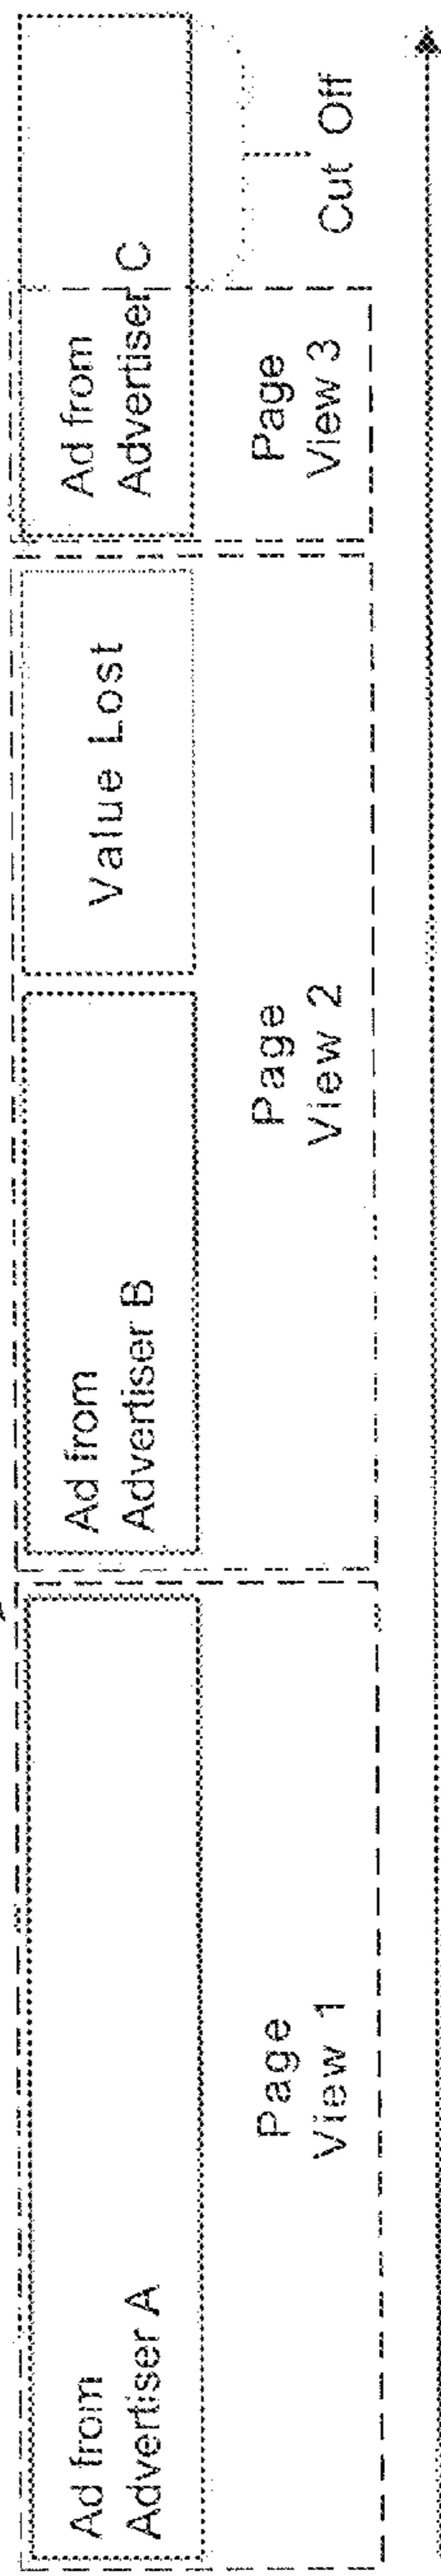 Ad from
Advertiser A
Page
View 1
Ad from
Advertiser B
Value Lost
Page
View 2
Ad from
Advertiser C
Page
View 3
Cut Off